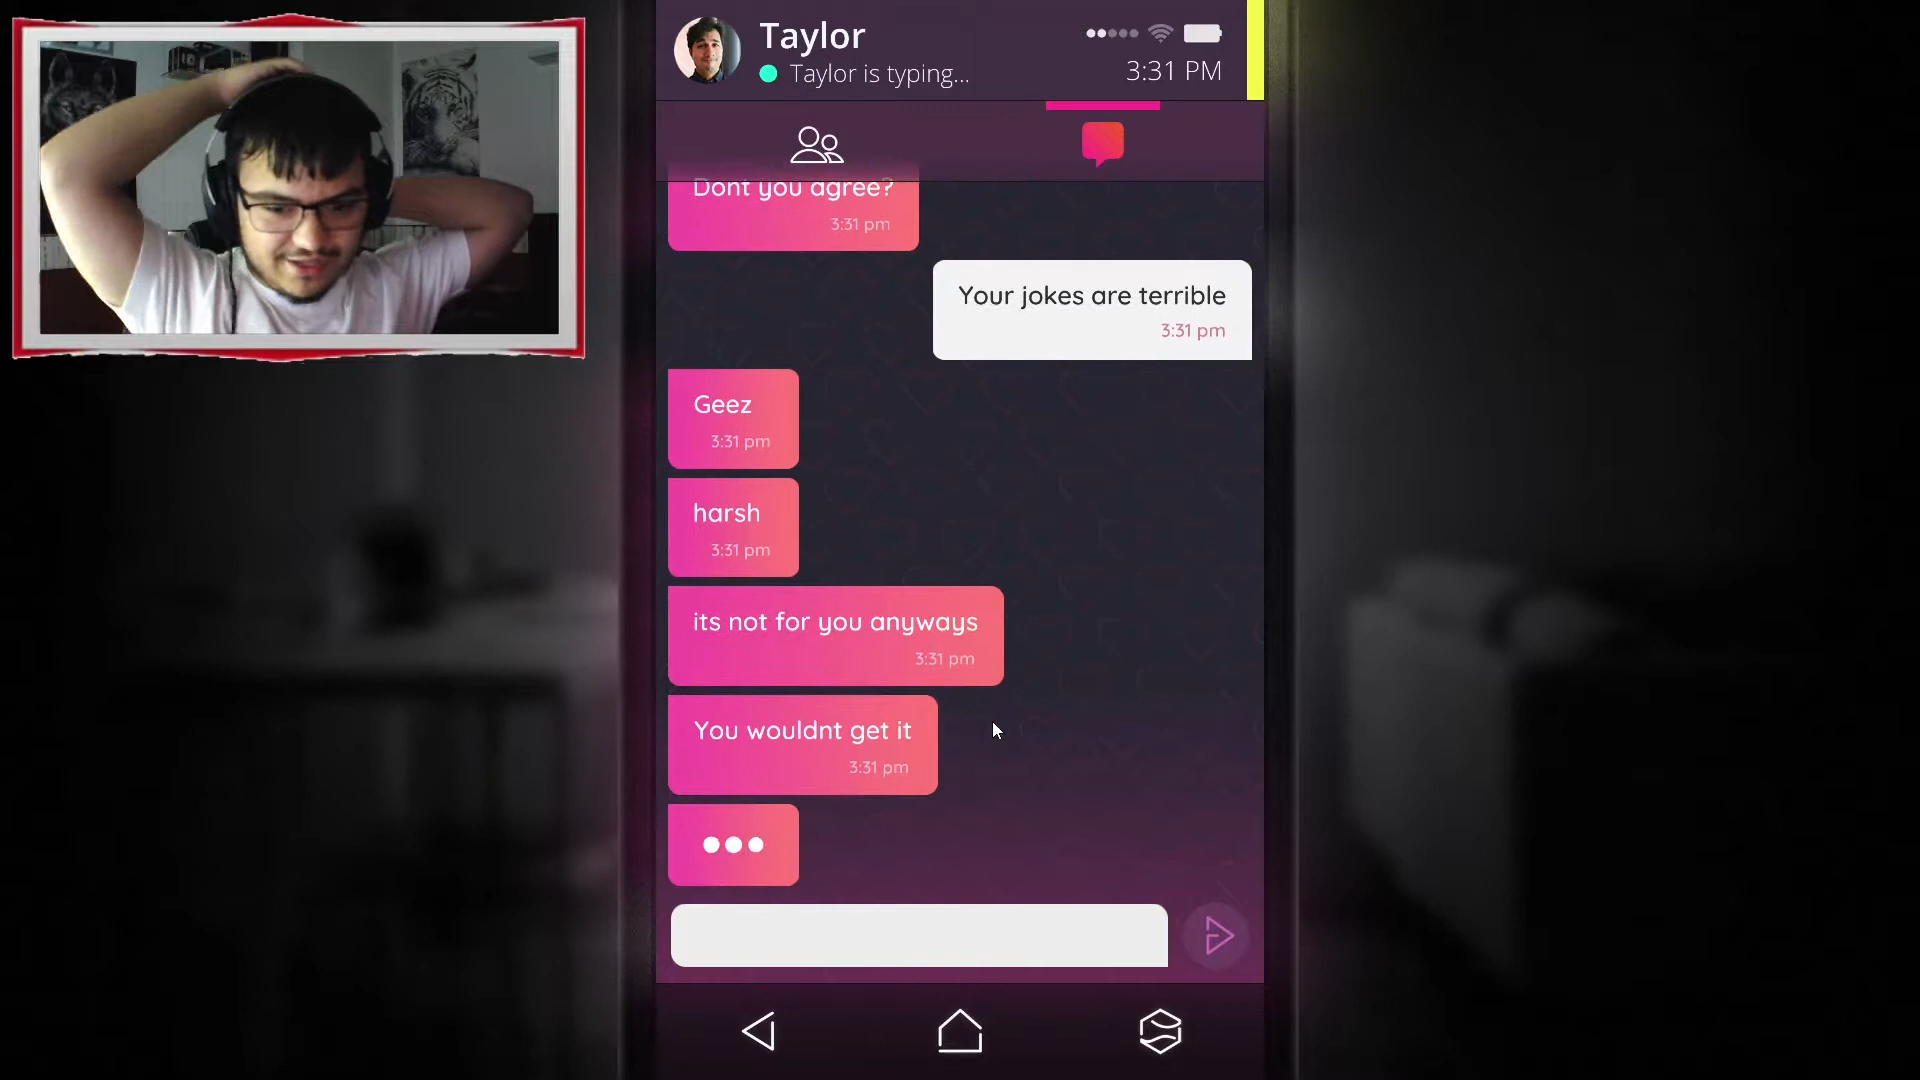 Taylor
Taylor is typing...
3:31 PM
Dont you agree?
3:31 pm
Your jokes are terrible
3:31 pm
Geez
3:31 pm
harsh
3:31 pm
its not for you anyways
3:31 pm
You wouldnt get it
3:31 pm